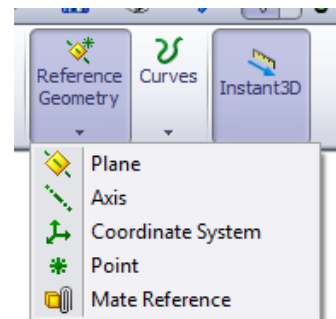 Reference
Geometry
Curves
Instant3D
Plane
Axis
Coordinate System
Point
Mate Reference